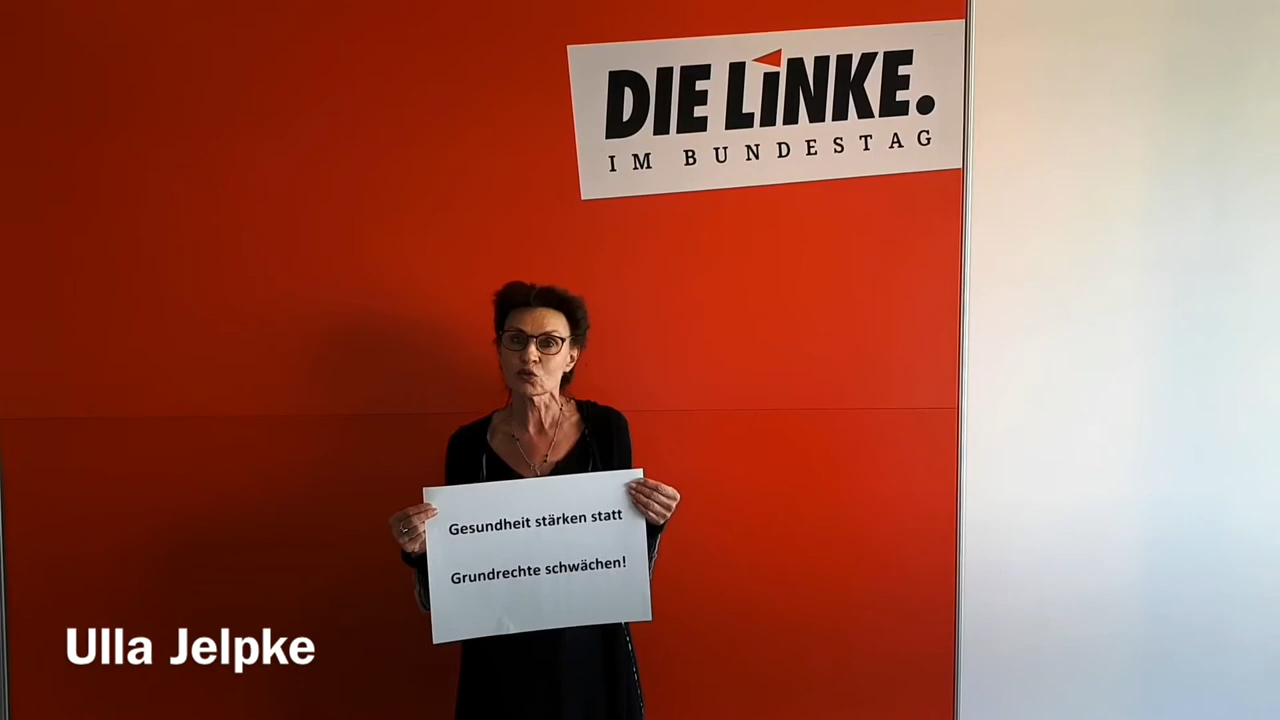 DIE LINKE.
IM BUNDESTAG
Gesundheit stärken statt
Grundrechte schwächen!
Ulla Jelpke